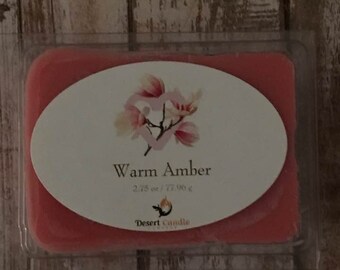 Warm Amber
2.75 oz / 77.96 g
Desert Candle